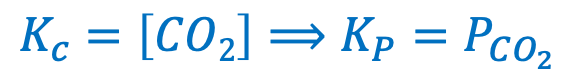 K_c = [CO_2] ⟹ K_P = P_{CO_2}